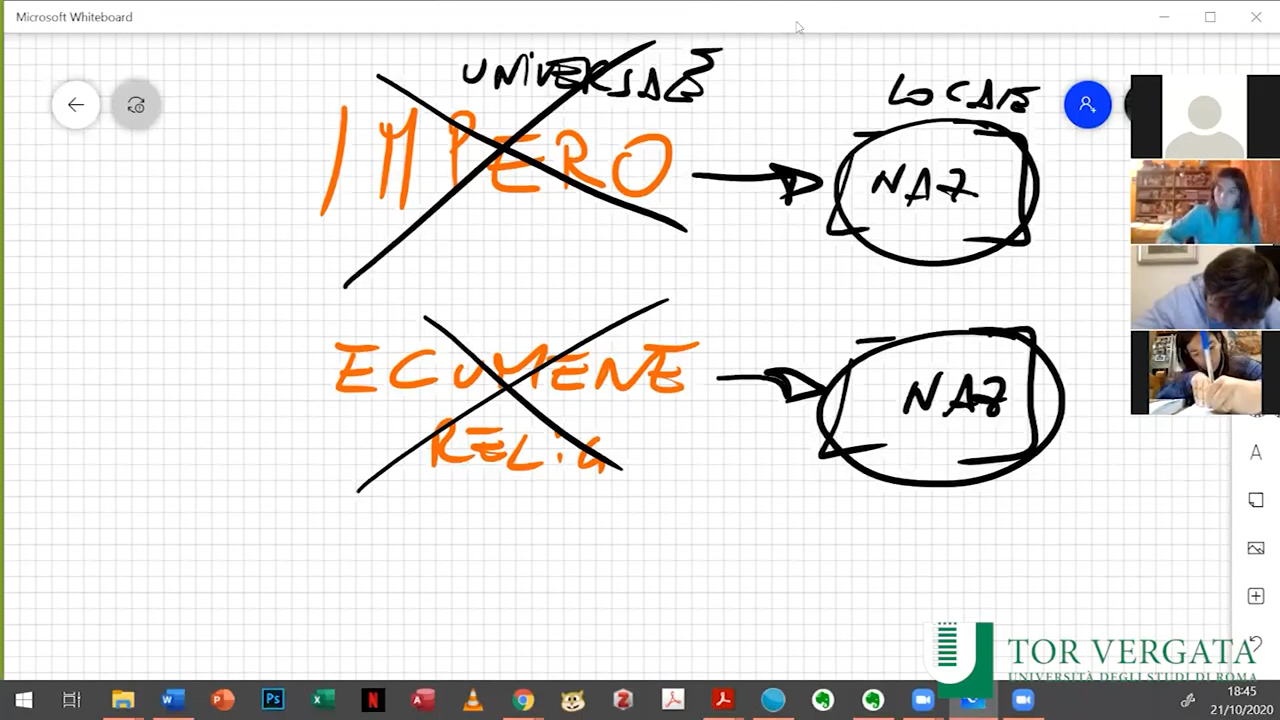 Microsoft Whiteboard
UNIVERSALE
LOCALE
IMPERO
NAZ
ECUMENE
NAZ
RELIG
A
TOR VERGATA
UNIVERSITÀ DEGLI STUDI DI ROMA
18:45
21/10/2020